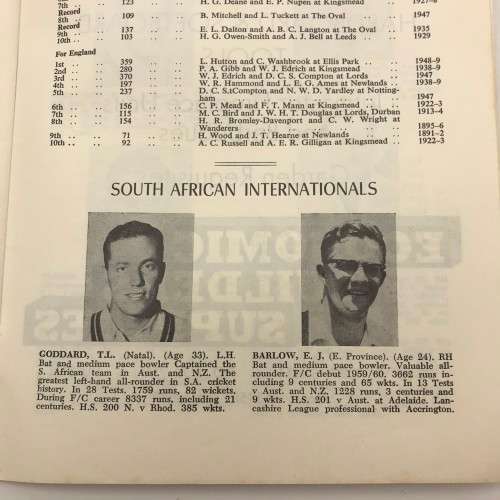 7th .. .. 123 .. .. H. G. Deane and E. P. Nupen at Kingsmead .. 1927-8
Record
8th .. .. 109 .. .. B. Mitchell and L. Tuckett at The Oval .. 1947
Record
9th .. .. 137 .. .. E. L. Dalton and A. B. C. Langton at The Oval 1935
10th .. .. 103 .. .. H. G. Owen-Smith and A. J. Bell at Leeds .. 1929
For England
1st .. .. 359 .. .. L. Hutton and C. Washbrook at Ellis Park .. 1948-9
2nd .. .. 280 .. .. P. A. Gibb and W. J. Edrich at Kingsmead .. 1938-9
3rd .. .. 370 .. .. W. J. Edrich and D. C. S. Compton at Lords 1947
4th .. .. 197 .. .. W. R. Hammond and L. E. G. Ames at Newlands 1938-9
5th .. .. 237 .. .. D. C. S.tCompton and N. W. D. Yardley at Notting-
ham 1947
6th .. .. 156 .. .. C. P. Mead and F. T. Mann at Kingsmead .. 1922-3
7th .. .. 115 .. .. M. C. Bird and J. W. H. T. Douglas at Lords, Durban 1913-4
8th .. .. 154 .. .. H. R. Bromley-Davenport and C. W. Wright at
Wanderers .. 1895-6
9th .. .. 71 .. .. H. Wood and J. T. Hearne at Newlands .. 1891-2
10th .. .. 92 .. .. A. C. Russell and A. E. R. Gilligan at Kingsmead .. 1922-3
SOUTH AFRICAN INTERNATIONALS
GODDARD, T.L. (Natal). (Age 33). L.H.
Bat and medium pace bowler Captained the
S. African team in Aust. and N.Z. The
greatest left-hand all-rounder in S.A. cricket
history. In 28 Tests. 1759 runs, 82 wickets.
During F/C career 8337 runs, including 21
centuries. H.S. 200 N. v Rhod. 385 wkts.
BARLOW, E. J. (E. Province). (Age 24). RH
Bat and medium pace bowler. Valuable all-
rounder. F/C debut 1959/60. 3662 runs in-
cluding 9 centuries and 65 wkts. In 13 Tests
v Aust. and N.Z. 1228 runs, 3 centuries and
9 wkts. H.S. 201 v Aust. at Adelaide. Lan-
cashire League professional with Accrington.